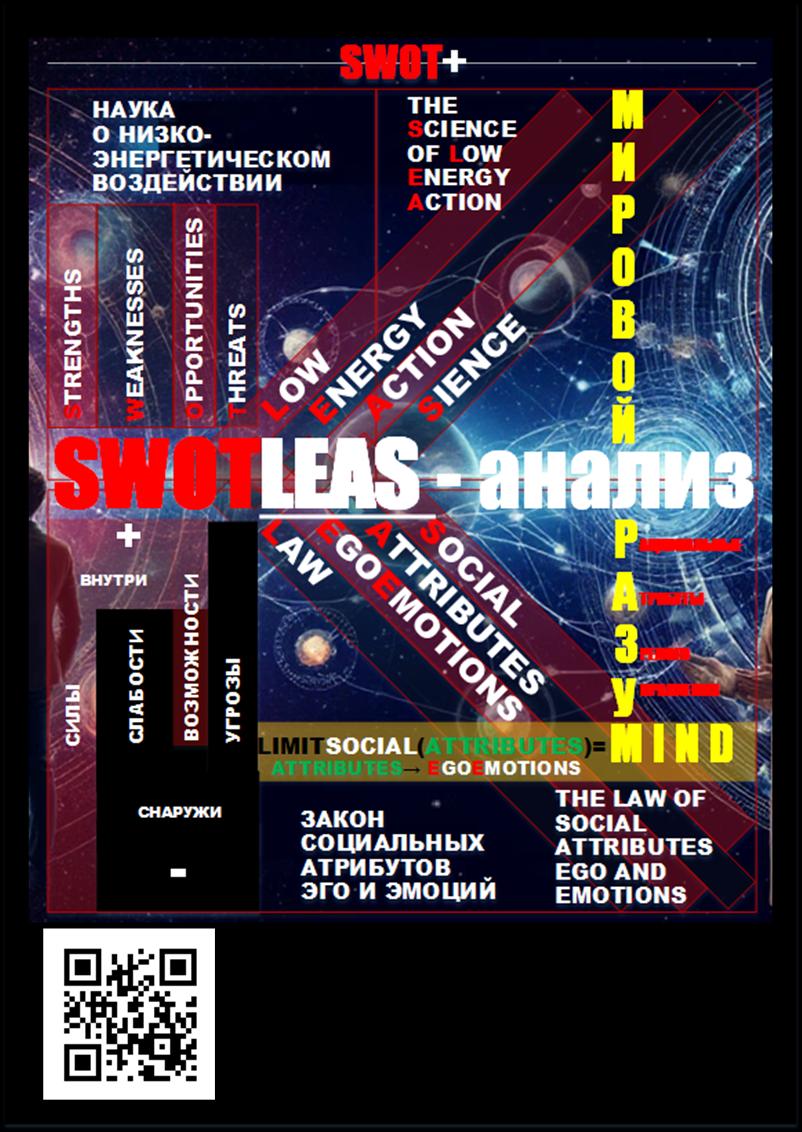 SWOT+
НАУКА
О НИЗКО-
ЭНЕРГЕТИЧЕСКОМ
ВОЗДЕЙСТВИИ
THE
SCIENCE
OF LOW
ENERGY
ACTION
МИРОВОЙ
STRENGTHS
WEAKNESSES
OPPORTUNITIES
THREATS
LOW
ENERGY
ACTION
SIENCE
SWOTLEAS - анализ
+
ВНУТРИ
СИЛЫ
СЛАБОСТИ
ВОЗМОЖНОСТИ
УГРОЗЫ
СНАРУЖИ
-
LAW
EGOEMOTIONS
ATTRIBUTES
SOCIAL
РАЗУМ
LIMITSOCIAL(ATTRIBUTES)=MIND
ATTRIBUTES→ EGOEMOTIONS
ЗАКОН
СОЦИАЛЬНЫХ
АТРИБУТОВ
ЭГО И ЭМОЦИЙ
THE LAW OF
SOCIAL
ATTRIBUTES
EGO AND
EMOTIONS